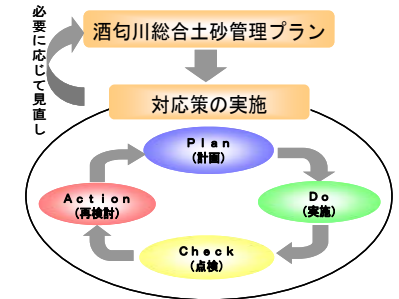 必要に応じて見直し
酒匂川総合土砂管理プラン
対応策の実施
Ｐｌａｎ
(計画)
Ｄｏ
(実施)
Ｃｈｅｃｋ
(点検)
Ａｃｔｉｏｎ
(再検討)